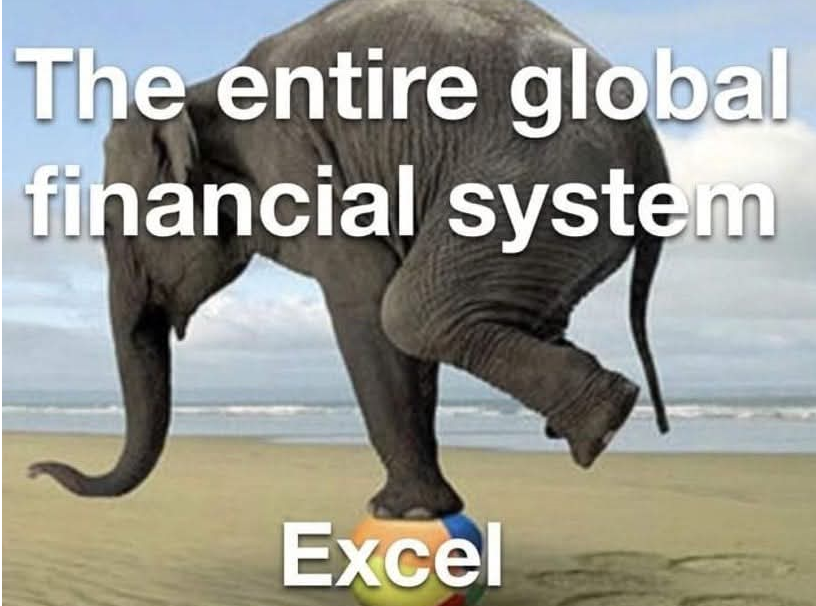 The entire global
financial system
Excel